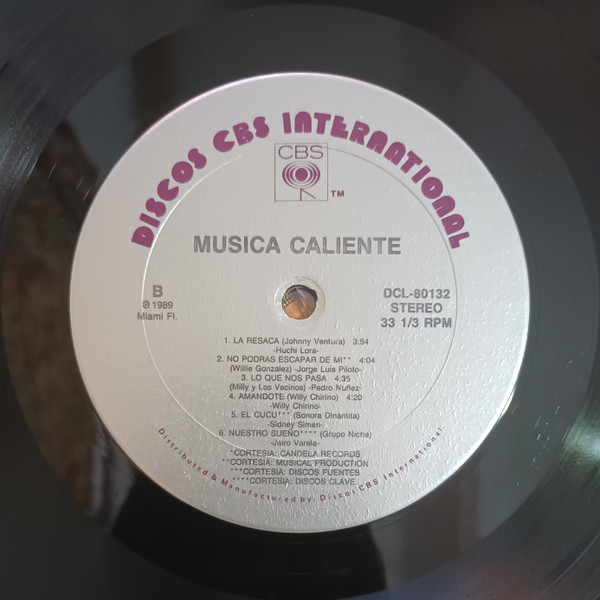 DISCOS CBS INTERNATIONAL
CBS
TM
MUSICA CALIENTE
B
℗ 1989
Miami Fl.
DCL-80132
STEREO
33 1/3 RPM
1. LA RESACA (Johnny Ventura) 3:54
-Huchi Lora-
2. NO PODRAS ESCAPAR DE MI** 4:04
(Willie Gonzalez) -Jorge Luis Piloto-
3. LO QUE NOS PASA 4:35
(Milly y Los Vecinos) -Pedro Nuñez-
4. AMANDOTE (Willy Chirino) 4:20
-Willy Chirino-
5. EL CUCU*** (Sonora Dinamita)
-Sidney Siman-
6. NUESTRO SUEÑO**** (Grupo Niche)
-Jairo Varela-
*CORTESIA: CANDELA RECORDS
**CORTESIA: MUSICAL PRODUCTION
***CORTESIA: DISCOS FUENTES
****CORTESIA: DISCOS CLAVE
Distributed & Manufactured by: Discos CBS International